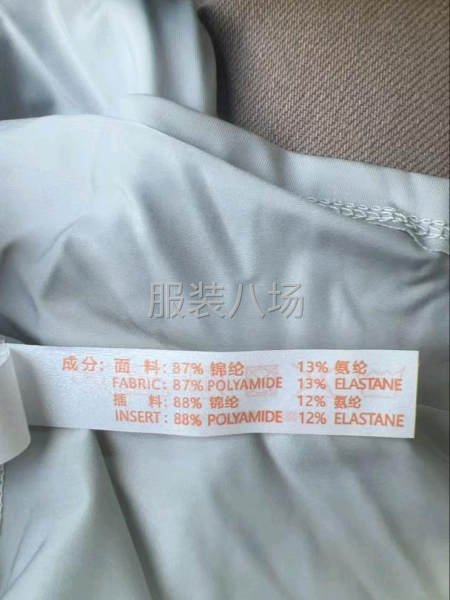 服装八场
成分: 面 料: 87% 锦纶 13% 氨纶
FABRIC: 87% POLYAMIDE 13% ELASTANE
插 料: 88% 锦纶 12% 氨纶
INSERT: 88% POLYAMIDE 12% ELASTANE